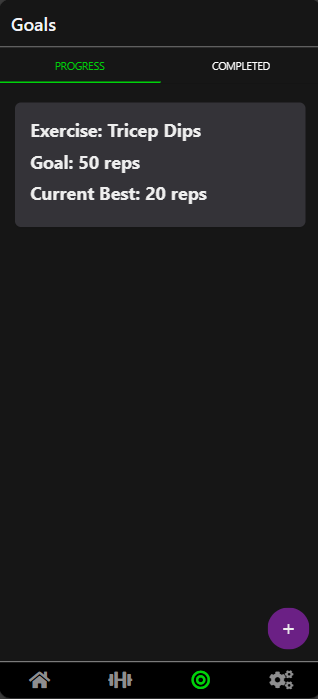 Goals
PROGRESS COMPLETED
Exercise: Tricep Dips
Goal: 50 reps
Current Best: 20 reps
+